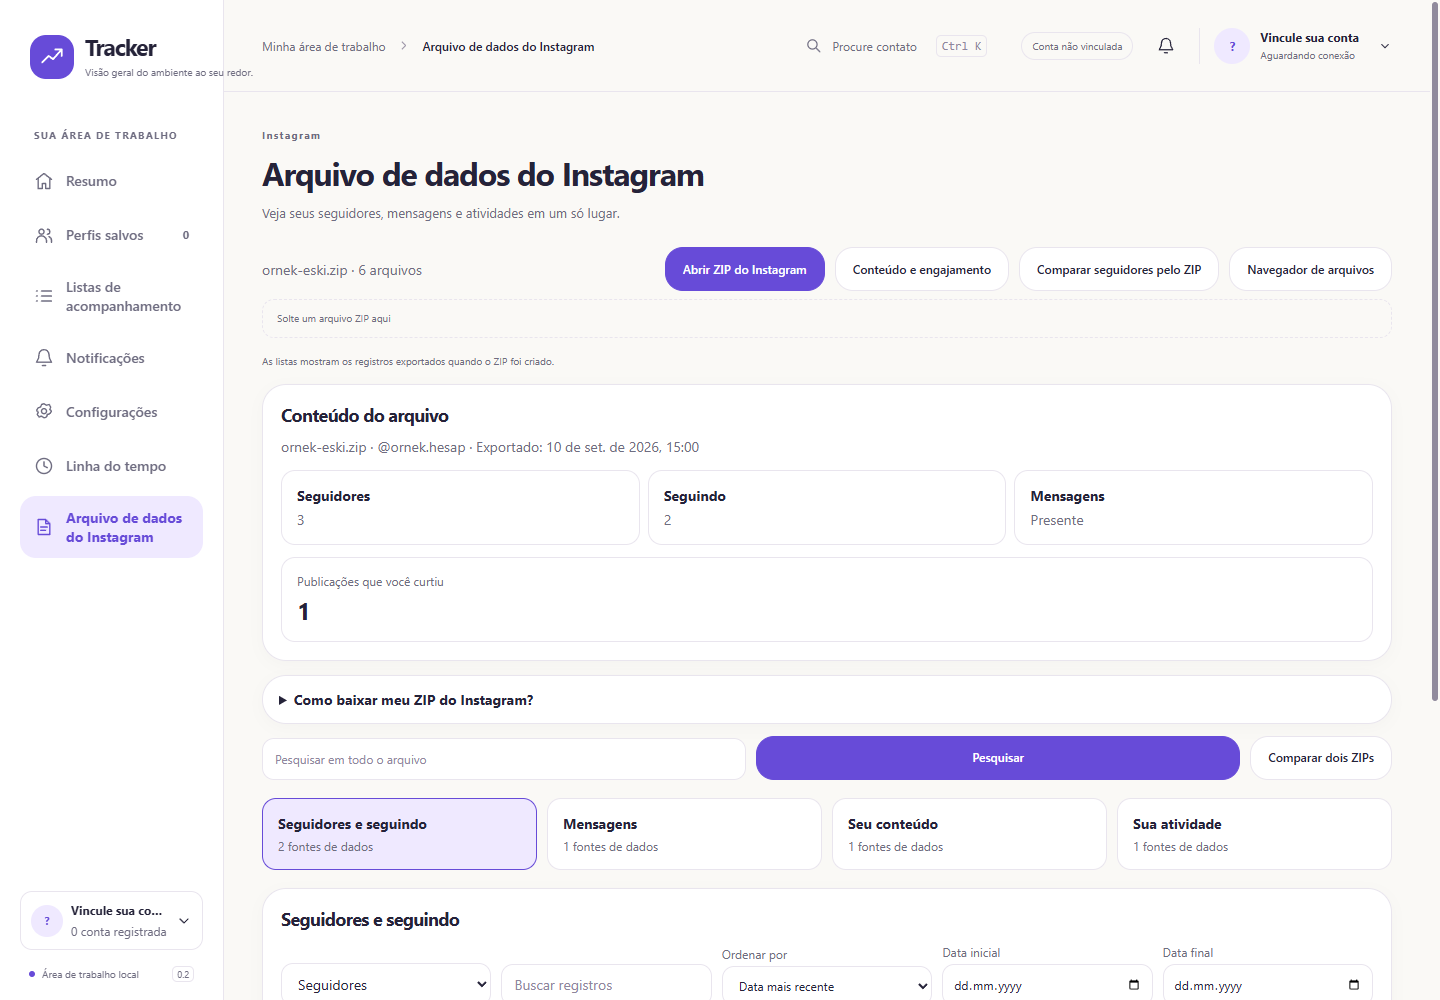 Tracker
Visão geral do ambiente ao seu redor.
SUA ÁREA DE TRABALHO
Resumo
Perfis salvos 0
Listas de
acompanhamento
Notificações
Configurações
Linha do tempo
Arquivo de dados
do Instagram
? Vincule sua co...
0 conta registrada
Área de trabalho local 0.2
Minha área de trabalho Arquivo de dados do Instagram
Procure contato Ctrl K
Conta não vinculada
? Vincule sua conta
Aguardando conexão
Instagram
Arquivo de dados do Instagram
Veja seus seguidores, mensagens e atividades em um só lugar.
ornek-eski.zip · 6 arquivos
Abrir ZIP do Instagram
Conteúdo e engajamento
Comparar seguidores pelo ZIP
Navegador de arquivos
Solte um arquivo ZIP aqui
As listas mostram os registros exportados quando o ZIP foi criado.
Conteúdo do arquivo
ornek-eski.zip · @ornek.hesap · Exportado: 10 de set. de 2026, 15:00
Seguidores
3
Seguindo
2
Mensagens
Presente
Publicações que você curtiu
1
Como baixar meu ZIP do Instagram?
Pesquisar em todo o arquivo
Pesquisar
Comparar dois ZIPs
Seguidores e seguindo
2 fontes de dados
Mensagens
1 fontes de dados
Seu conteúdo
1 fontes de dados
Sua atividade
1 fontes de dados
Seguidores e seguindo
Seguidores
Buscar registros
Ordenar por
Data mais recente
Data inicial
dd.mm.yyyy
Data final
dd.mm.yyyy